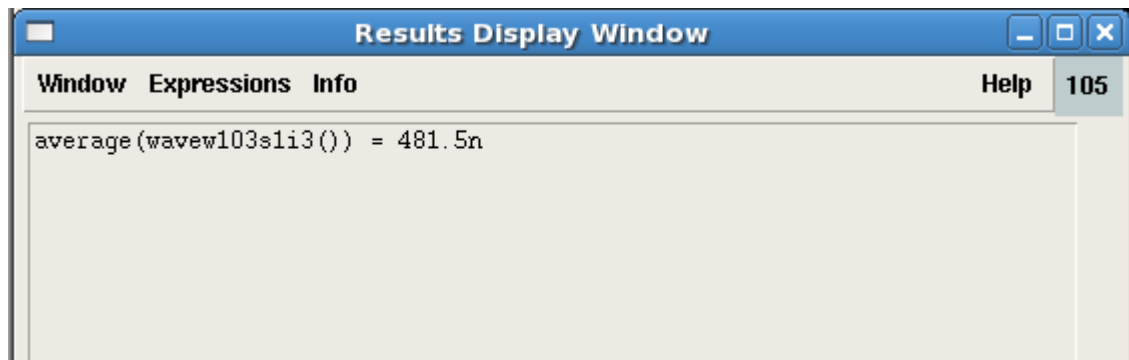 Results Display Window
Window Expressions Info Help 105
average(wavew103s1i3()) = 481.5n